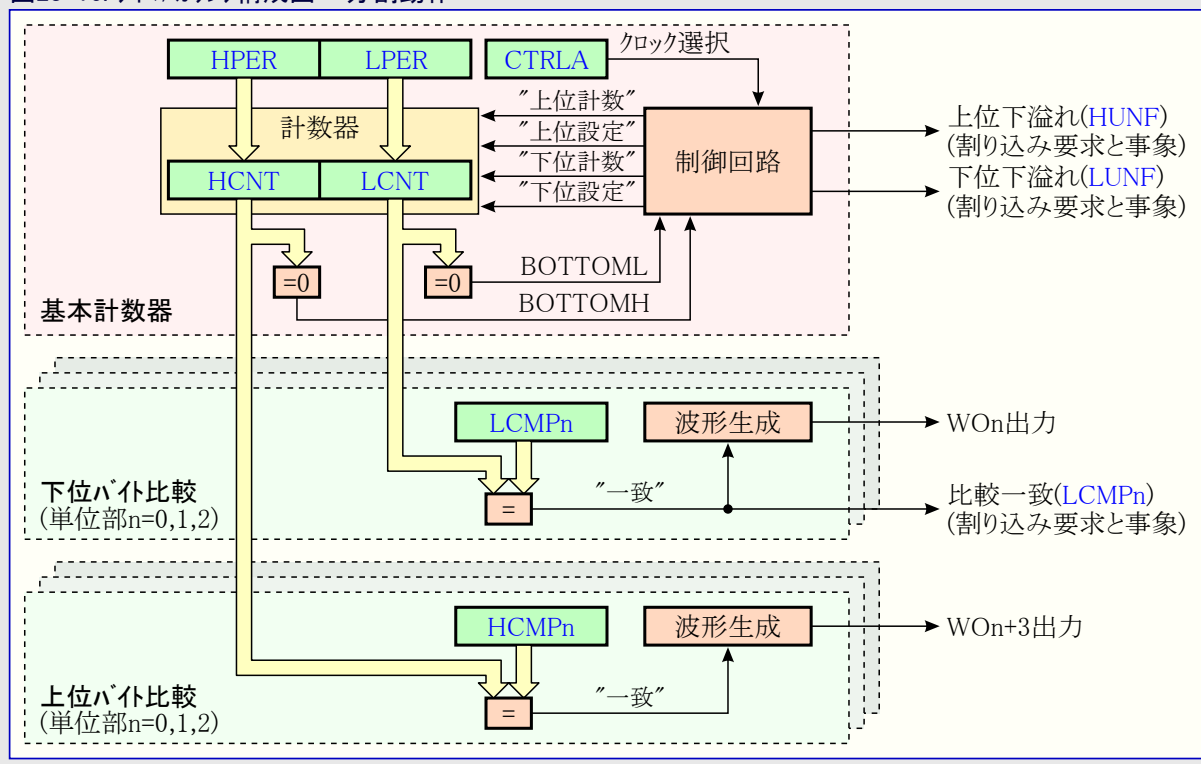 HPER LPER CTRLA クロック選択
"上位計数"
計数器 "上位設定"
"下位計数"
HCNT LCNT "下位設定"
制御回路
上位下溢れ(HUNF)
(割り込み要求と事象)
下位下溢れ(LUNF)
(割り込み要求と事象)
=0 =0 BOTTOML
BOTTOMH
基本計数器
LCMPn 波形生成 WOn出力
下位バイト比較
(単位部n=0,1,2)
= "一致"
比較一致(LCMPn)
(割り込み要求と事象)
HCMPn 波形生成 WOn+3出力
上位バイト比較
(単位部n=0,1,2)
= "一致"